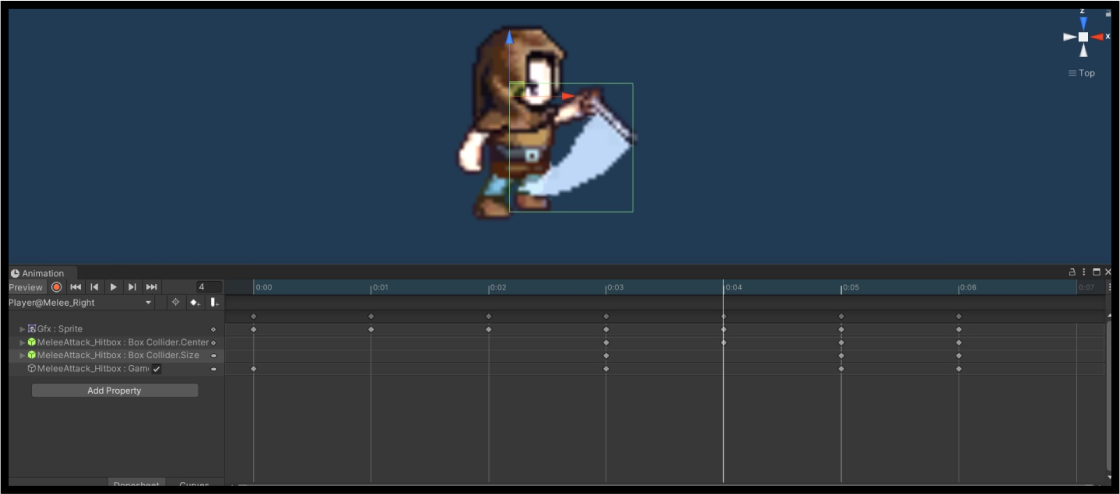 z
x
Top
Animation
Preview 4 0:00 0:01 0:02 0:03 0:04 0:05 0:06 0:07
Player@Melee_Right
Gfx : Sprite
MeleeAttack_Hitbox : Box Collider.Center
MeleeAttack_Hitbox : Box Collider.Size
MeleeAttack_Hitbox : Gam
Add Property
Dopesheet Curves